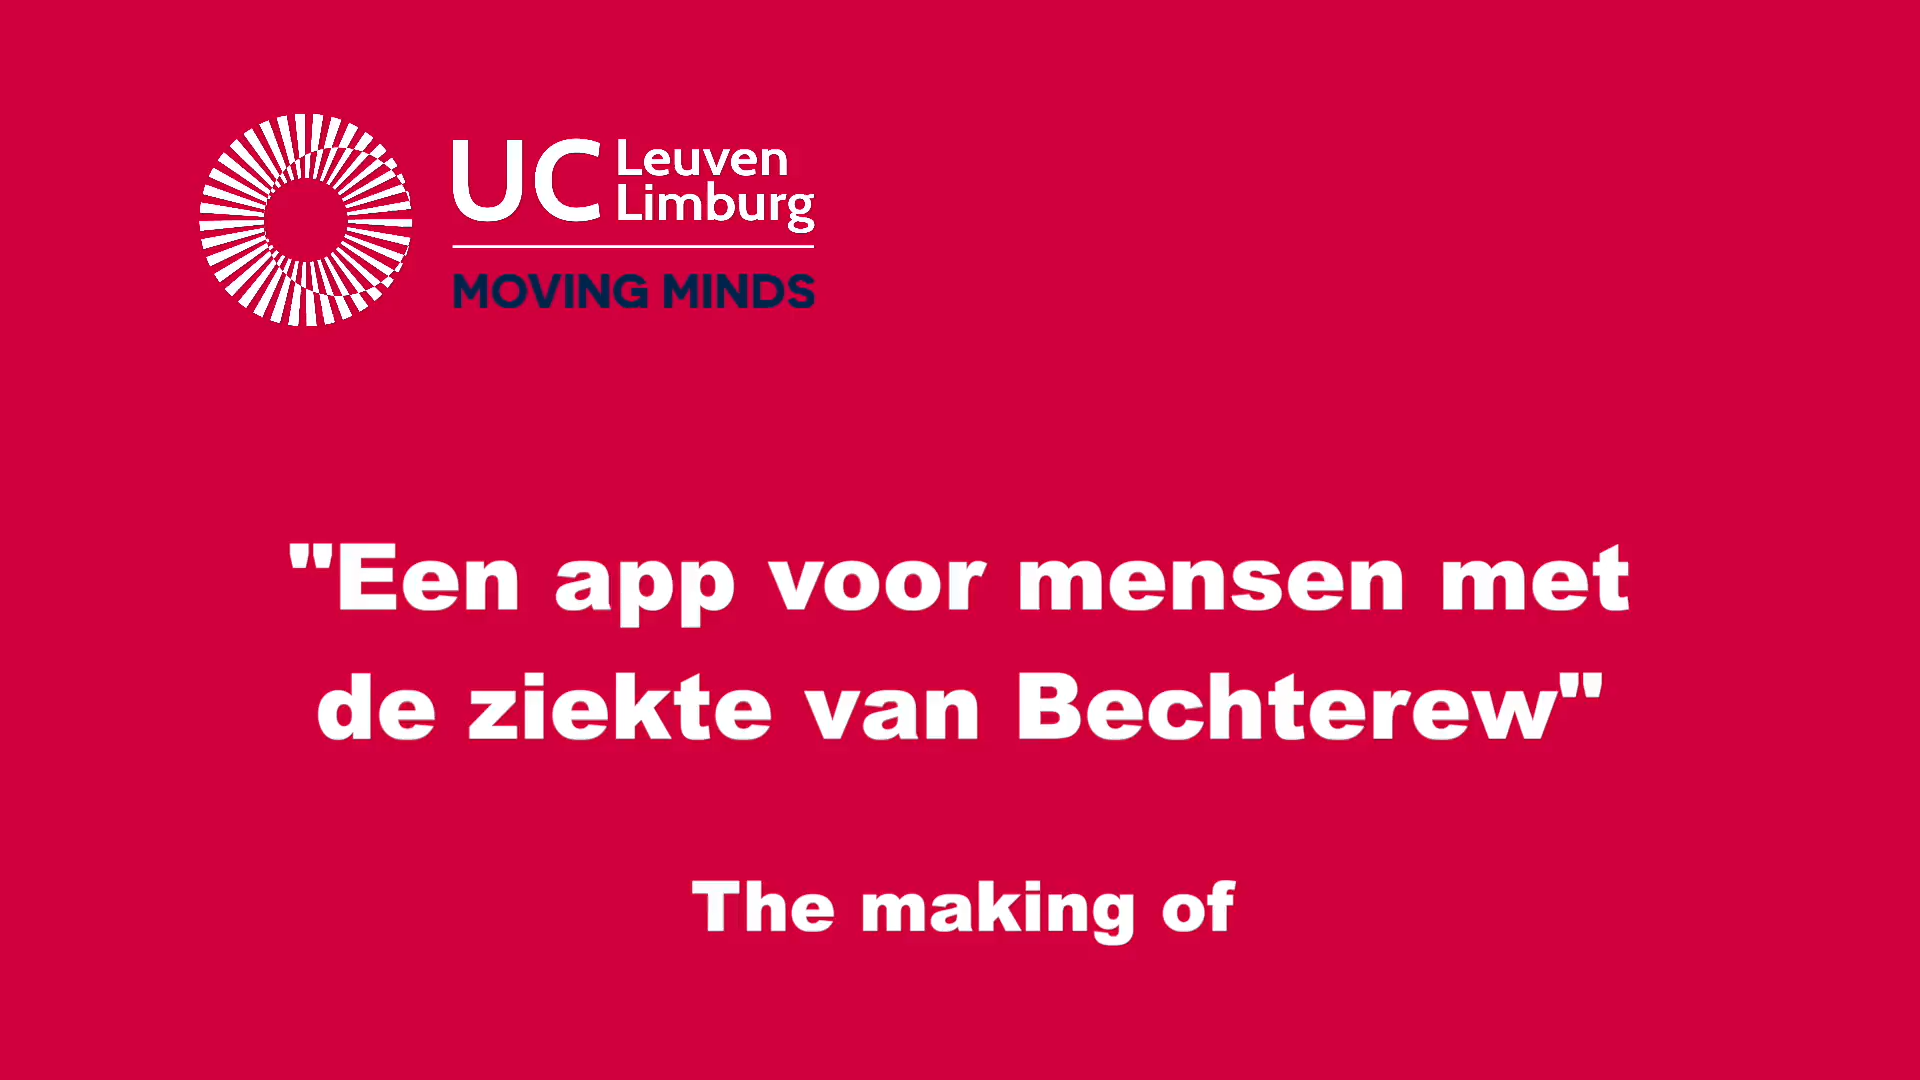 UC Leuven
Limburg
MOVING MINDS
"Een app voor mensen met
de ziekte van Bechterew"
The making of